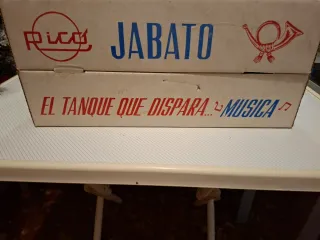 Rico JABATO
EL TANQUE QUE DISPARA... MUSICA